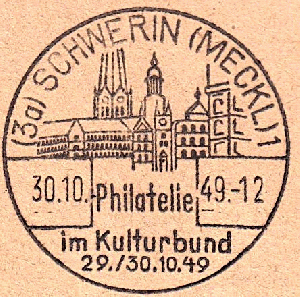 (3a) SCHWERIN (MECKL) 1
30.10.-Philatelie 49.-12
im Kulturbund
29./30.10.49